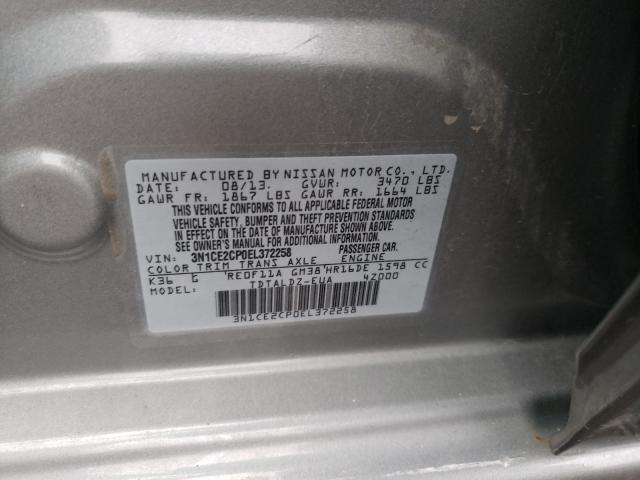 MANUFACTURED BY NISSAN MOTOR CO., LTD.
DATE: 08/13. GVWR: 3470 LBS
GAWR FR: 1867 LBS GAWR RR: 1664 LBS
THIS VEHICLE CONFORMS TO ALL APPLICABLE FEDERAL MOTOR
VEHICLE SAFETY, BUMPER AND THEFT PREVENTION STANDARDS
IN EFFECT ON THE DATE OF MANUFACTURE SHOWN ABOVE.
SEE OWNER'S MANUAL FOR ADDITIONAL INFORMATION
VIN: 3N1CE2CP0EL372258 PASSENGER CAR.
COLOR TRIM TRANS AXLE ENGINE
K36 G RE0F11A GM38 HR16DE 1598 CC
MODEL: TDTALDZ-EUA 4Z000
3N1CE2CP0EL372258